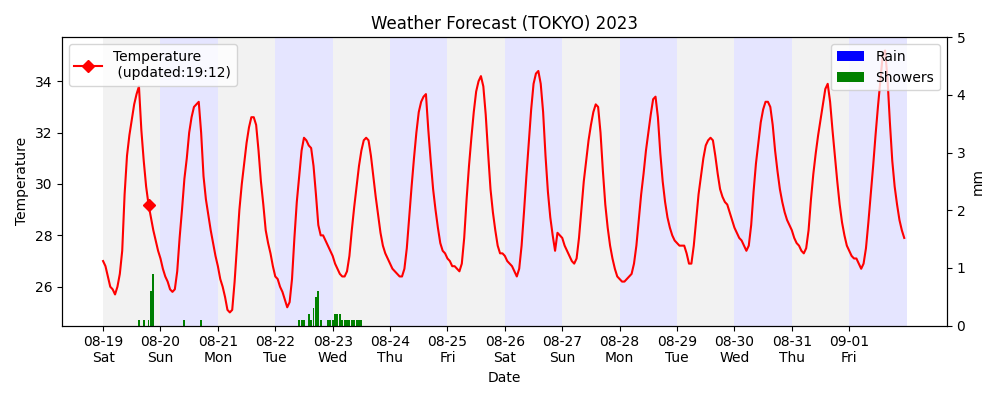 Weather Forecast (TOKYO) 2023
Temperature
(updated:19:12)
Rain
Showers
Temperature
34
32
30
28
26
5
4
3
2
1
0
mm
08-19 08-20 08-21 08-22 08-23 08-24 08-25 08-26 08-27 08-28 08-29 08-30 08-31 09-01
Sat Sun Mon Tue Wed Thu Fri Sat Sun Mon Tue Wed Thu Fri
Date